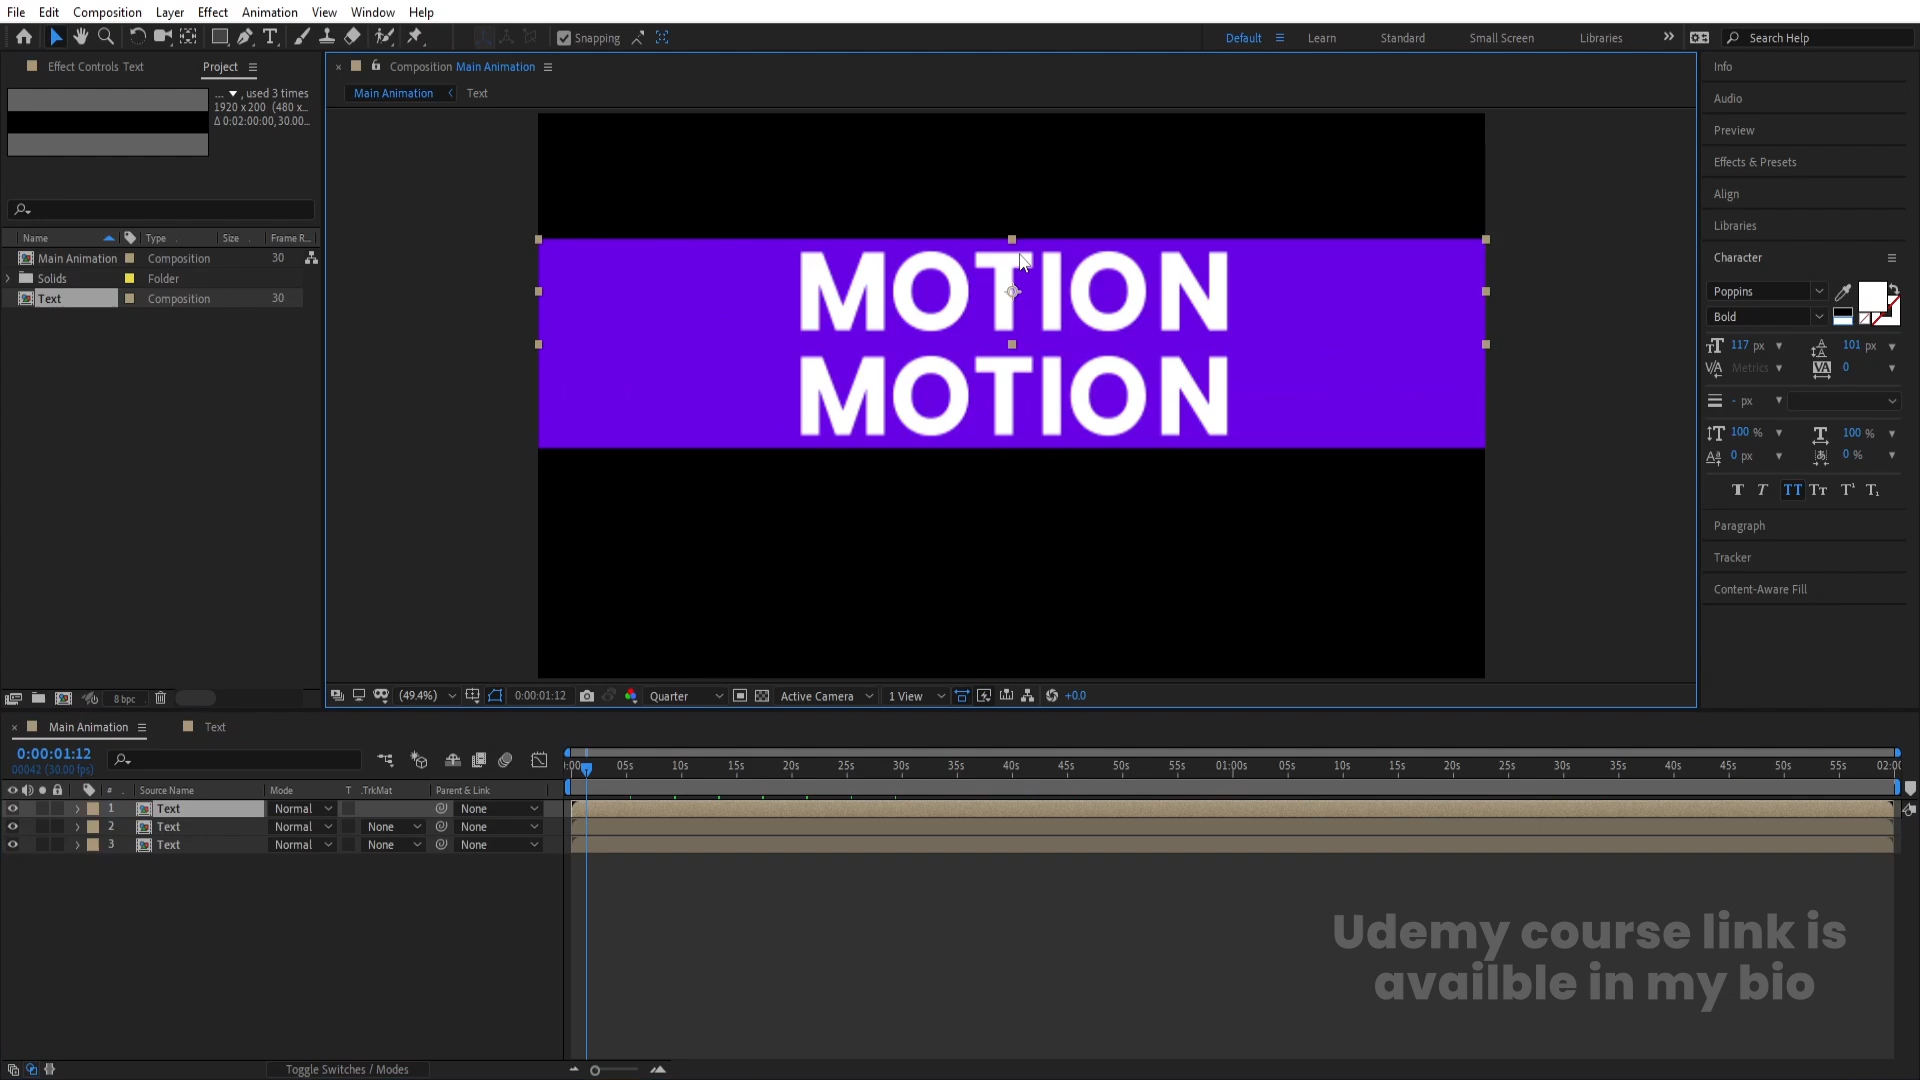 File Edit Composition Layer Effect Animation View Window Help
Snapping
Default Learn Standard Small Screen Libraries Search Help
Effect Controls Text Project
Composition Main Animation
Main Animation Text
... , used 3 times
1920 x 200 (480 x...
Δ 0:02:00:00,30.00...
Name Type Size Frame R...
Main Animation Composition 30
Solids Folder
Text Composition 30
MOTION
MOTION
Info
Audio
Preview
Effects & Presets
Align
Libraries
Character
Poppins
Bold
117 px 101 px
Metrics 0
- px
100 % 100 %
0 px 0 %
Paragraph
Tracker
Content-Aware Fill
8 bpc
(49.4%) 0:00:01:12 Quarter Active Camera 1 View +0.0
Main Animation Text
0:00:01:12
00042 (30.00 fps)
):00 05s 10s 15s 20s 25s 30s 35s 40s 45s 50s 55s 01:00s 05s 10s 15s 20s 25s 30s 35s 40s 45s 50s 55s 02:00
# Source Name Mode T .TrkMat Parent & Link
1 Text Normal None
2 Text Normal None None
3 Text Normal None None
Udemy course link is
availble in my bio
Toggle Switches / Modes